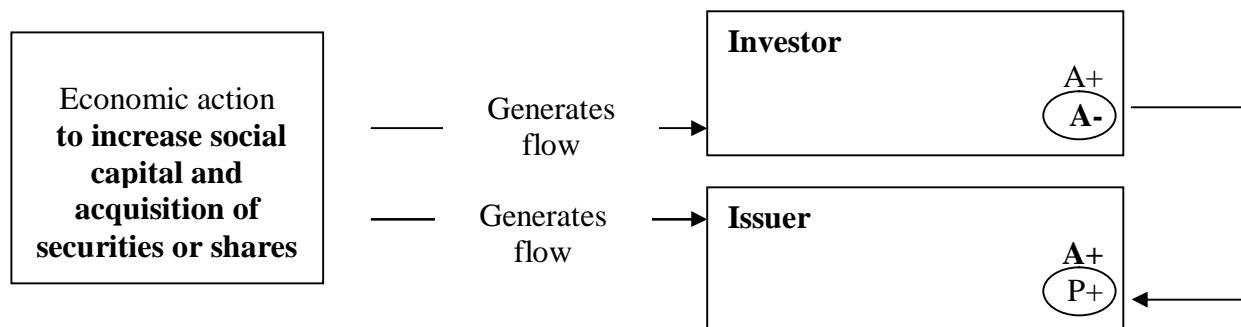 Economic action
to increase social
capital and
acquisition of
securities or shares
Generates
flow
Investor
A+
A-
Generates
flow
Issuer
A+
P+